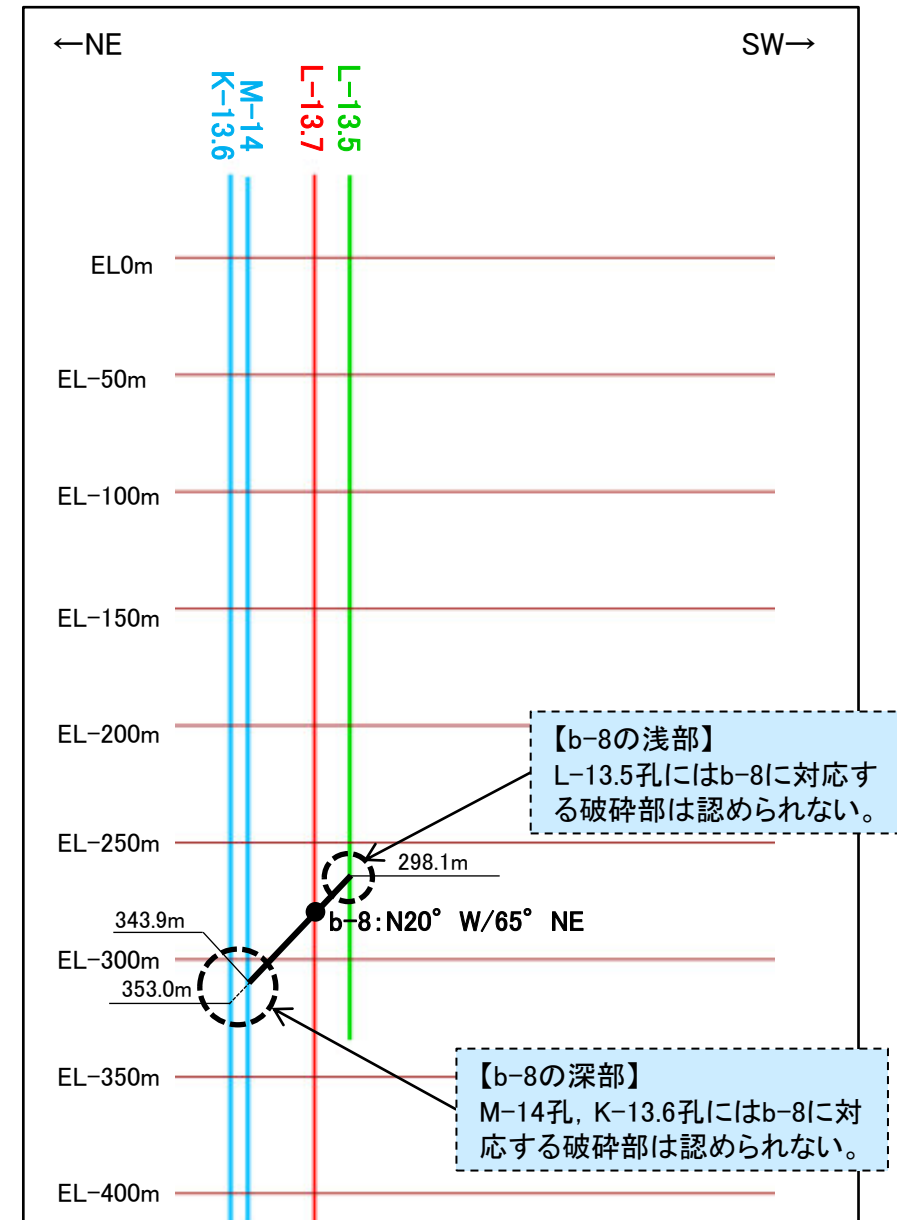 ←NE
SW→
K-13.6
M-14
L-13.7
L-13.5
EL0m
EL-50m
EL-100m
EL-150m
EL-200m
【b-8の浅部】
L-13.5孔にはb-8に対応す
る破砕部は認められない。
EL-250m
298.1m
b-8:N20° W/65° NE
343.9m
EL-300m
353.0m
EL-350m
【b-8の深部】
M-14孔,K-13.6孔にはb-8に対
応する破砕部は認められない。
EL-400m